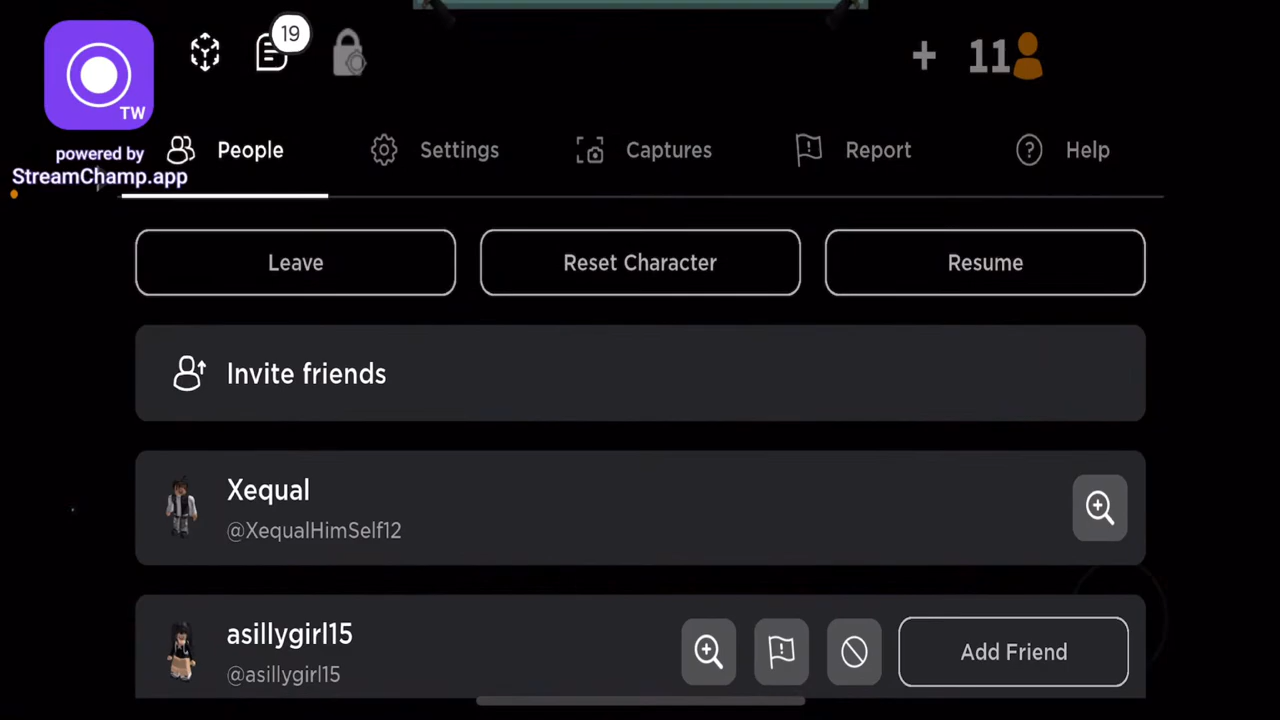 TW
powered by
StreamChamp.app
19
+ 11
People
Settings
Captures
Report
Help
Leave
Reset Character
Resume
Invite friends
Xequal
@XequalHimSelf12
asillygirl15
@asillygirl15
Add Friend